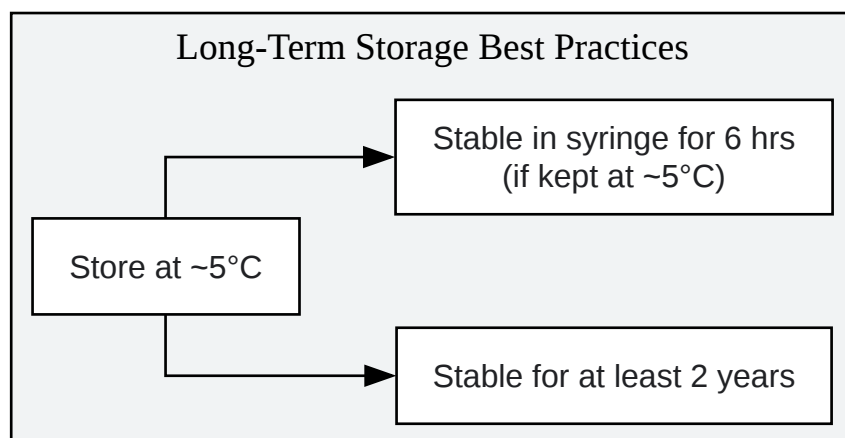 Long-Term Storage Best Practices
Stable in syringe for 6 hrs
(if kept at ~5°C)
Store at ~5°C
Stable for at least 2 years